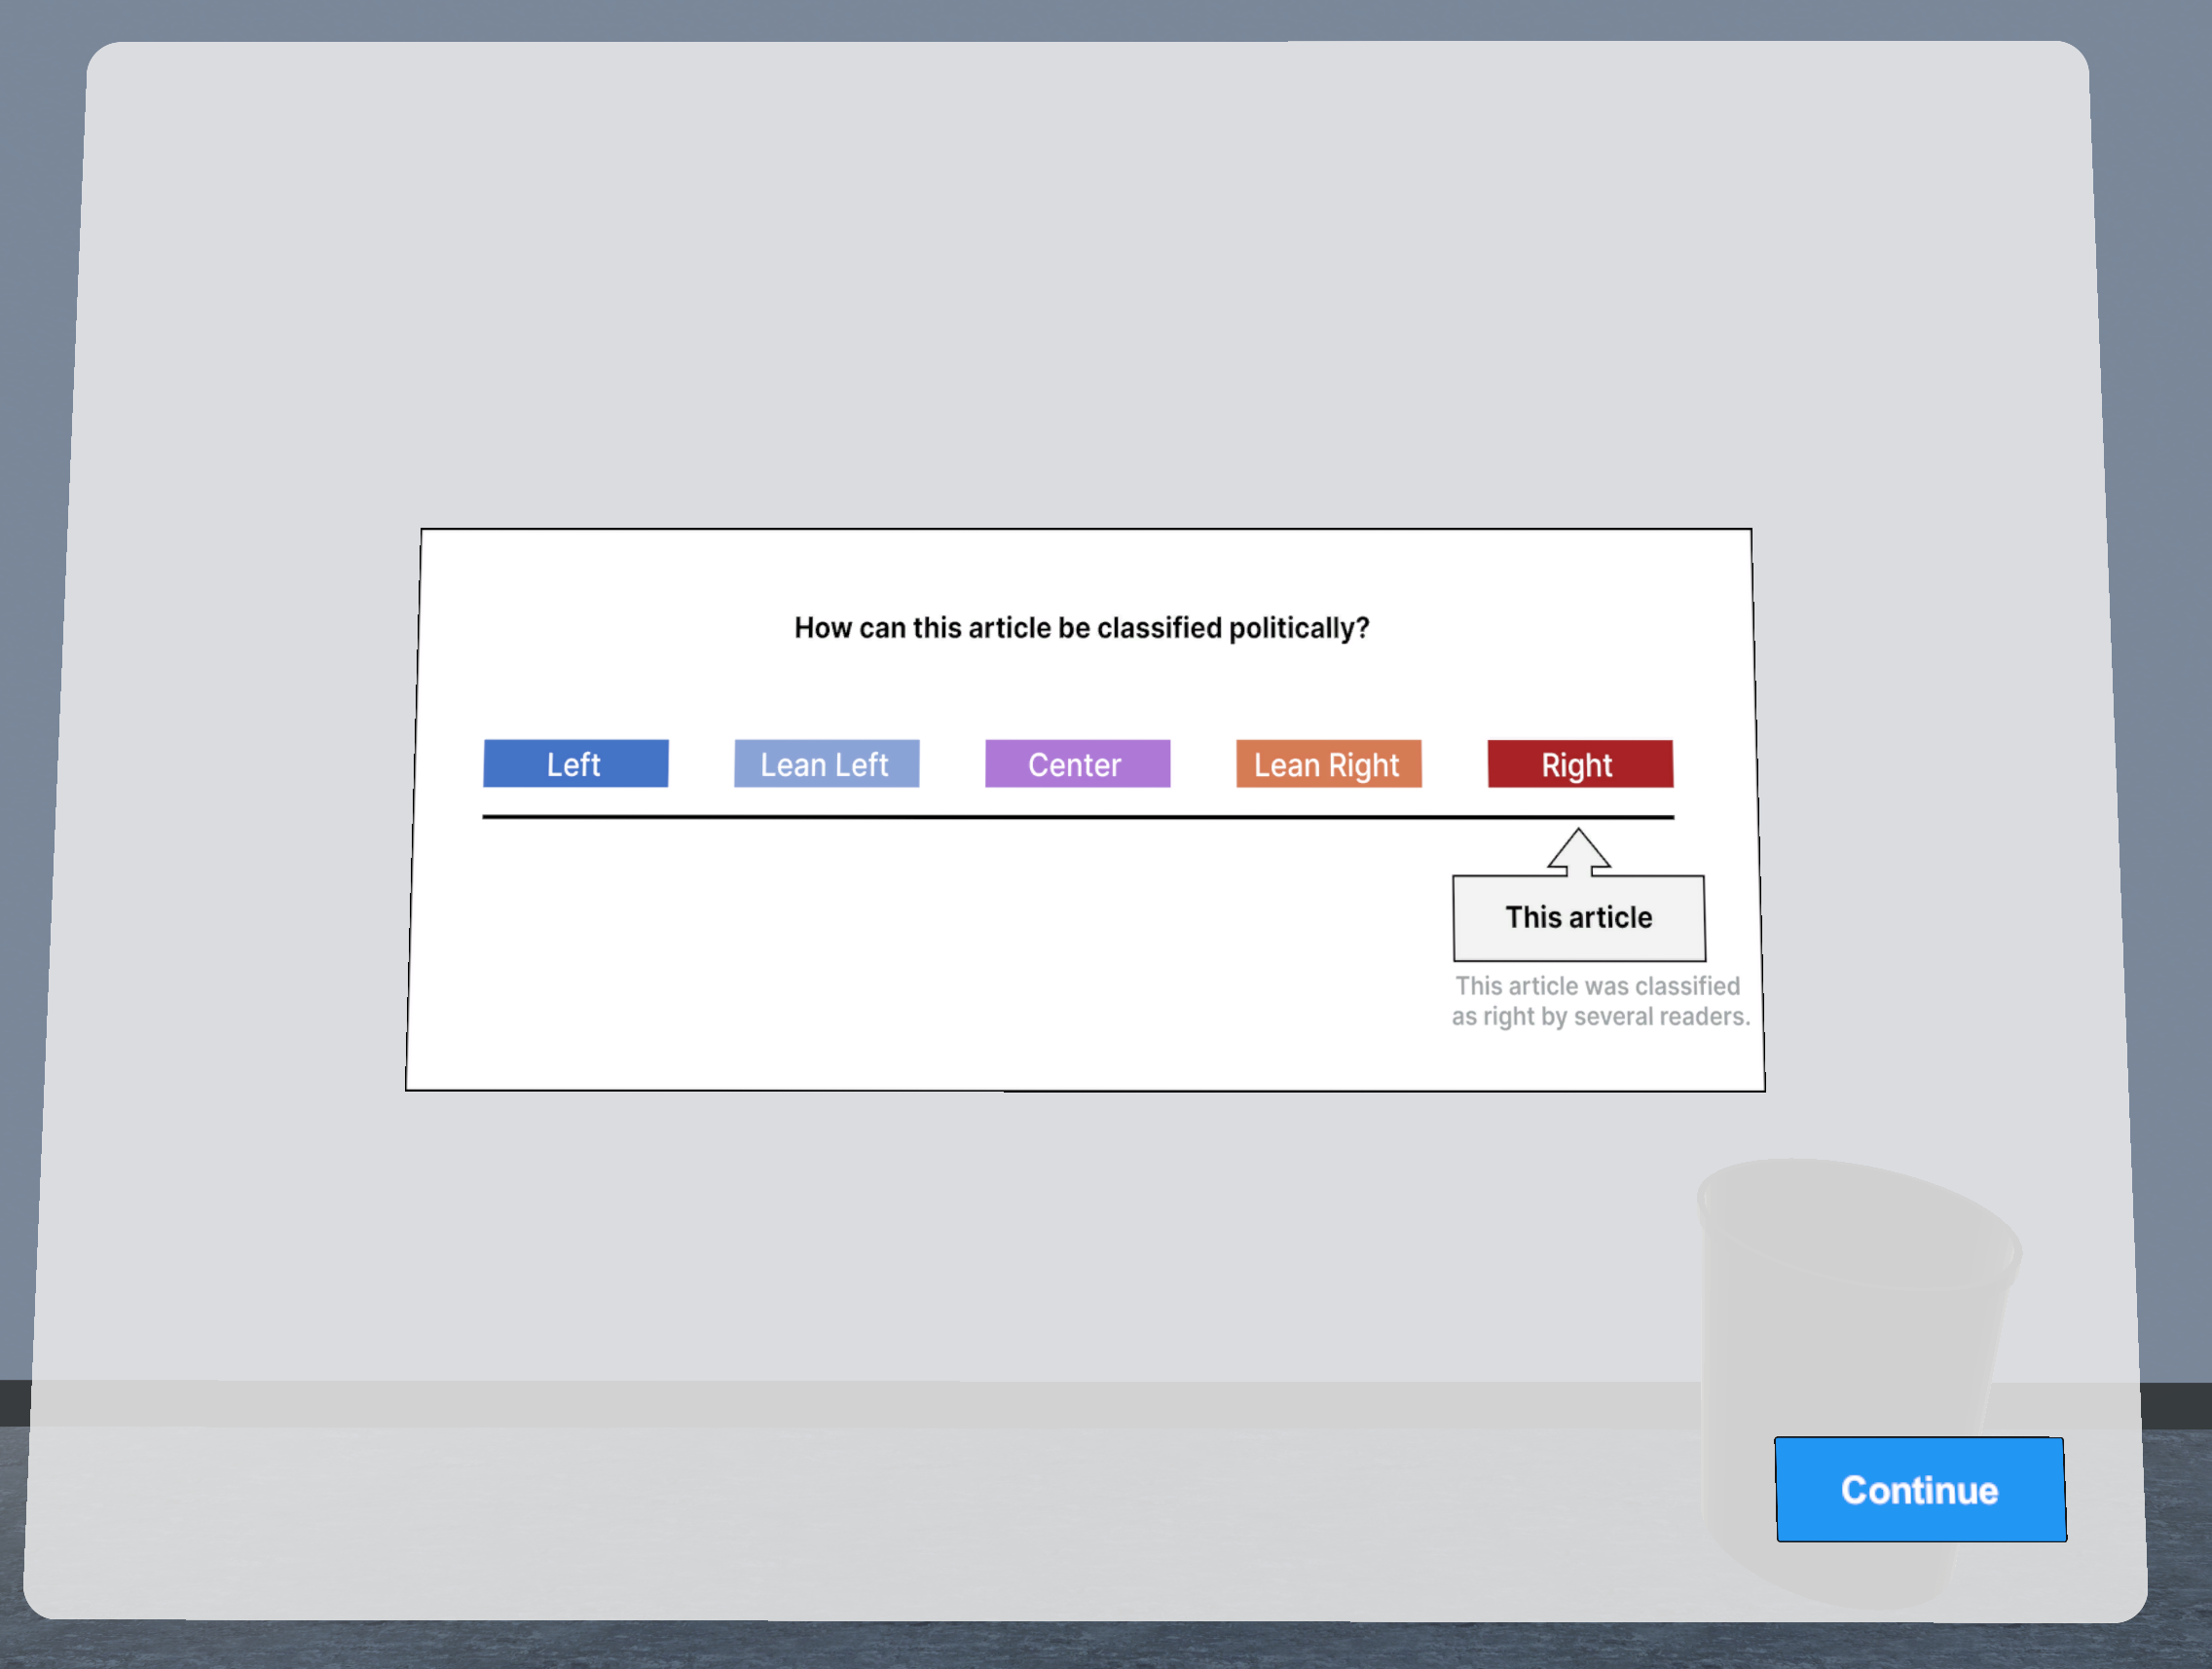 How can this article be classified politically?
Left
Lean Left
Center
Lean Right
Right
This article
This article was classified
as right by several readers.
Continue